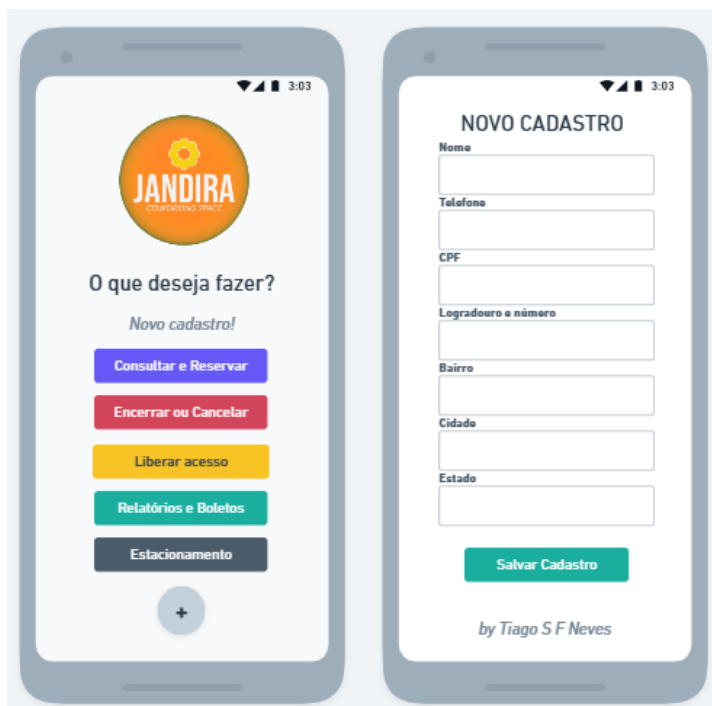 3:03
JANDIRA
COWORKING SPACE
O que deseja fazer?
Novo cadastro!
Consultar e Reservar
Encerrar ou Cancelar
Liberar acesso
Relatórios e Boletos
Estacionamento
+
3:03
NOVO CADASTRO
Nome
Telefone
CPF
Logradouro e número
Bairro
Cidade
Estado
Salvar Cadastro
by Tiago S F Neves